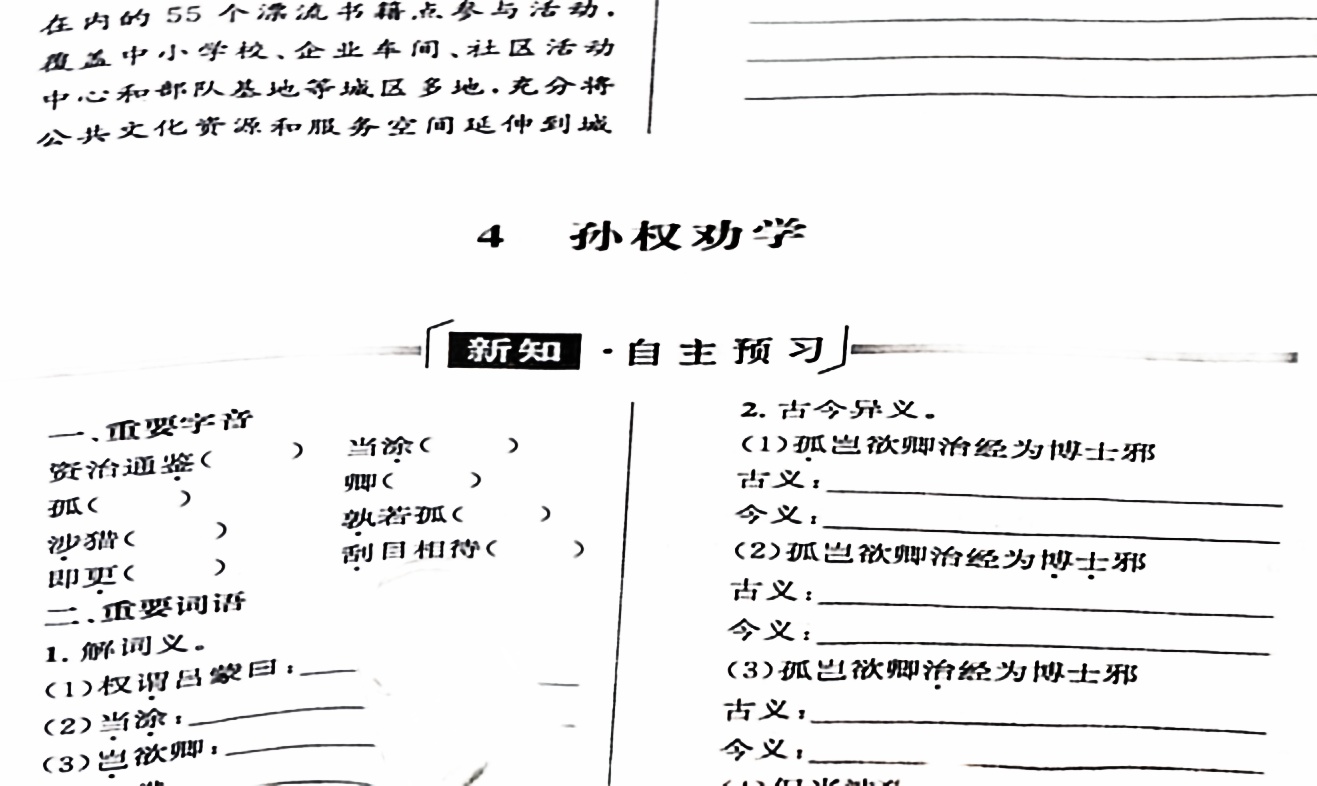 在内的 55 个漂流书籍点参与活动，
覆盖中小学校、企业车间、社区活动
中心和部队基地等城区多地，充分将
公共文化资源和服务空间延伸到城
4 孙权劝学
新知·自主预习
一、重要字音
资治通鉴(    ) 当涂(    )
孤(    ) 卿(    )
涉猎(    ) 孰若孤(    )
即更(    ) 刮目相待(    )
二、重要词语
1. 解词义。
(1)权谓吕蒙曰：
(2)当涂：
(3)岂欲卿：
2. 古今异义。
(1)孤岂欲卿治经为博士邪
古义：
今义：
(2)孤岂欲卿治经为博士邪
古义：
今义：
(3)孤岂欲卿治经为博士邪
古义：
今义：